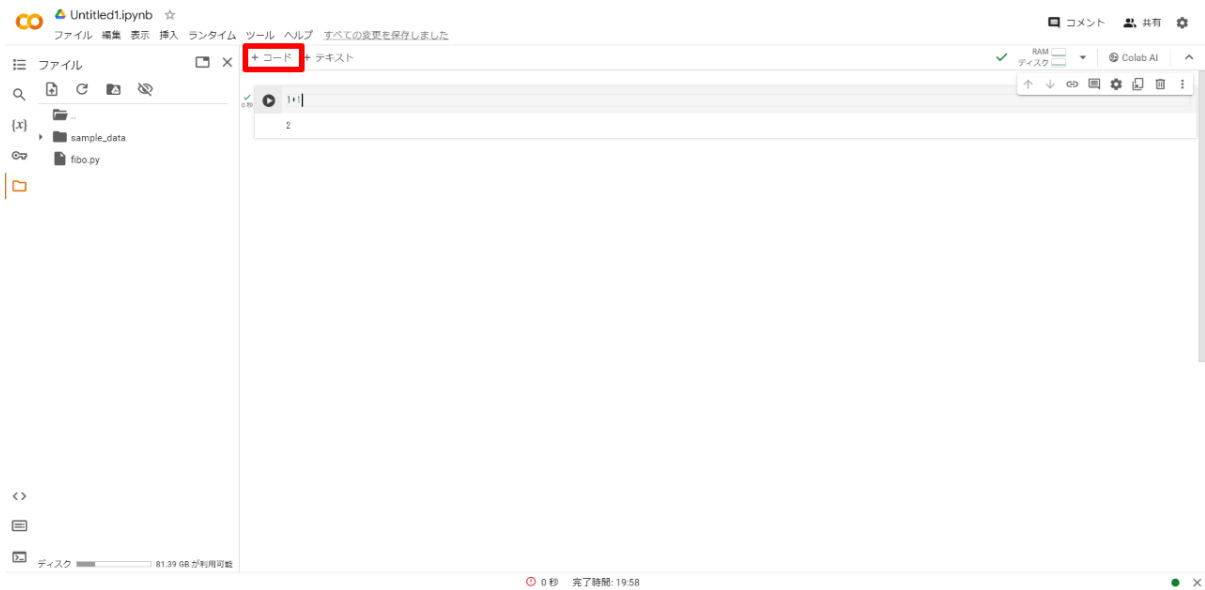 Untitled1.ipynb
ファイル 編集 表示 挿入 ランタイム ツール ヘルプ すべての変更を保存しました
コメント 共有
ファイル
+ コード + テキスト
RAM
ディスク
Colab AI
{x}
..
sample_data
fibo.py
0秒
1+1
2
<>
ディスク 81.39 GB が利用可能
0 秒 完了時間: 19:58